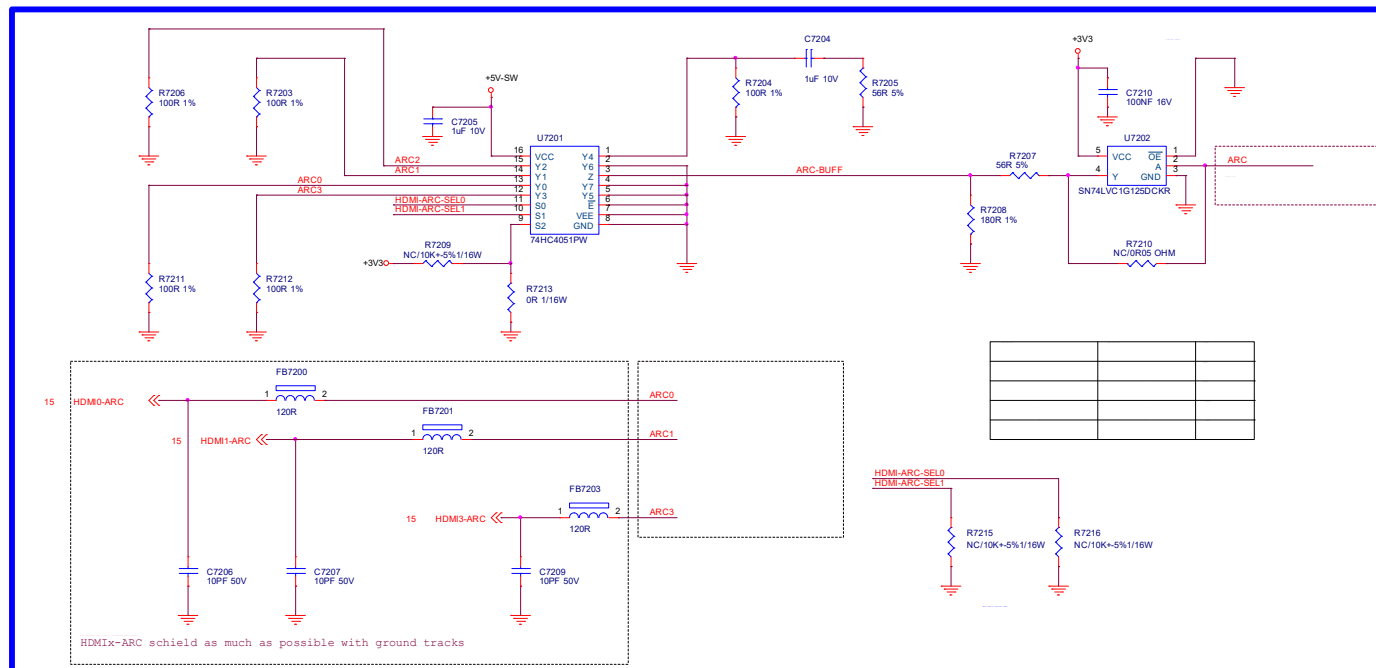 C7204
1uF 10V
R7204
100R 1%
R7205
56R 5%
+3V3
C7210
100NF 16V
R7206
100R 1%
R7203
100R 1%
+5V-SW
C7205
1uF 10V
U7201
16 VCC Y4 1
15 Y2 Y6 2
14 Y1 Z 3
13 Y0 Y7 4
12 Y3 Y5 5
11 S0 E 6
10 S1 VEE 7
9 S2 GND 8
74HC4051PW
ARC2
ARC1
ARC0
ARC3
HDMI-ARC-SEL0
HDMI-ARC-SEL1
ARC-BUFF
R7207
56R 5%
U7202
5 VCC OE 1
A 2
4 Y GND 3
SN74LVC1G125DCKR
ARC
R7208
180R 1%
R7210
NC/0R05 OHM
R7209
NC/10K+-5%1/16W
+3V3
R7213
0R 1/16W
R7211
100R 1%
R7212
100R 1%
FB7200
15 HDMI0-ARC 1 2 ARC0
120R
FB7201
15 HDMI1-ARC 1 2 ARC1
120R
FB7203
15 HDMI3-ARC 1 2 ARC3
120R
C7206
10PF 50V
C7207
10PF 50V
C7209
10PF 50V
HDMIx-ARC schield as much as possible with ground tracks
HDMI-ARC-SEL0
HDMI-ARC-SEL1
R7215
NC/10K+-5%1/16W
R7216
NC/10K+-5%1/16W